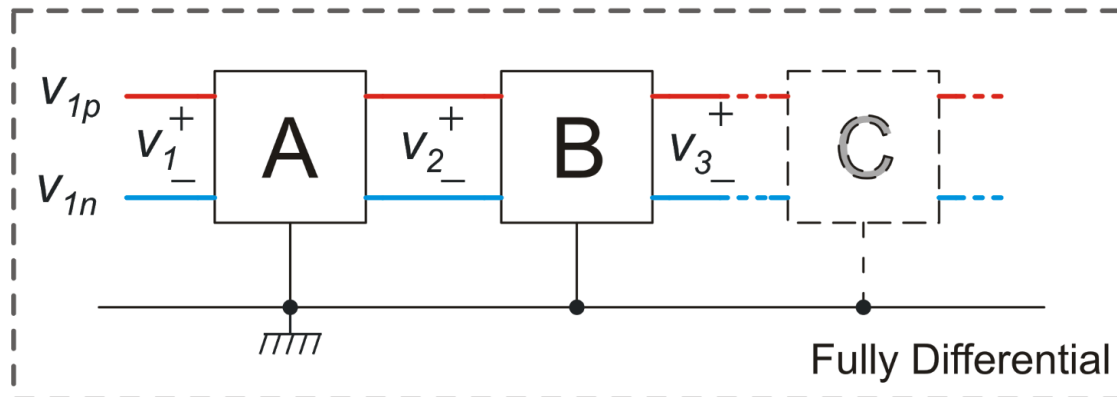 v1p
v1 + −
v1n
A
v2 + −
B
v3 + −
C
Fully Differential